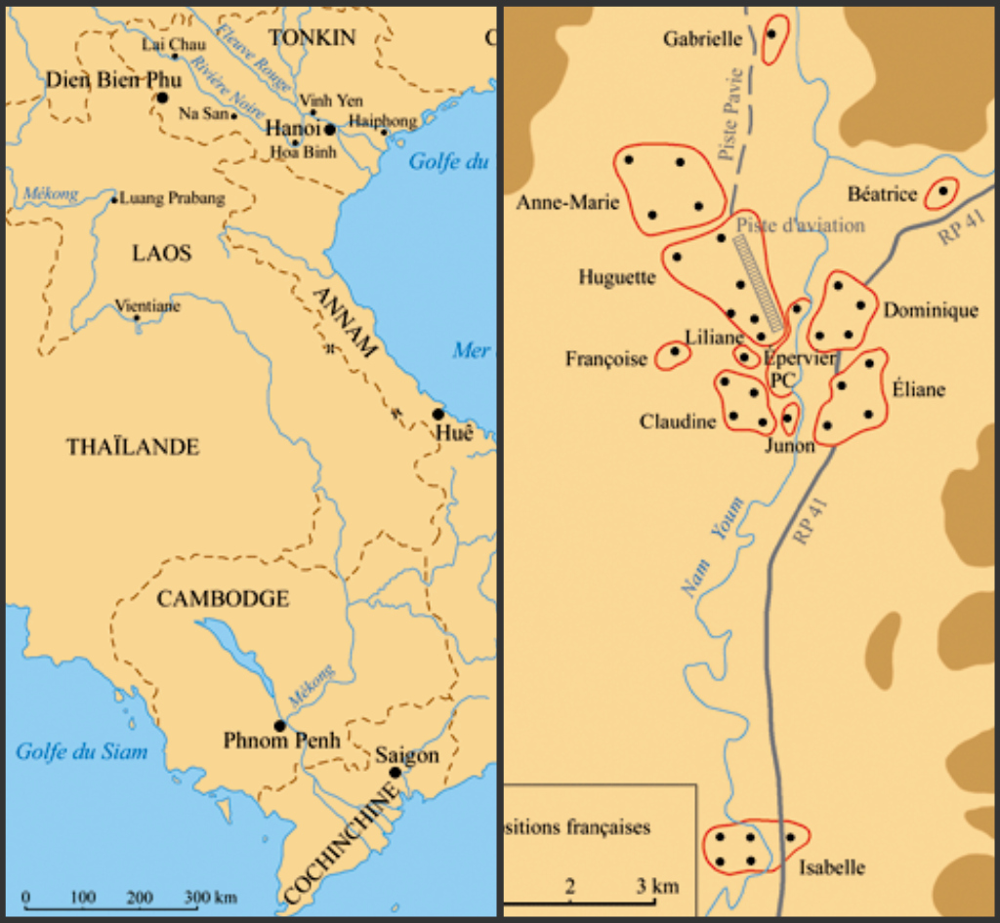 TONKIN
C
Lai Chau
Fleuve Rouge
Dien Bien Phu
Rivière Noire
Vinh Yen
Na San
Hanoi
Haiphong
Hoa Binh
Golfe du
Mékong
Luang Prabang
LAOS
ANNAM
Vientiane
Mer
Huê
THAÏLANDE
CAMBODGE
Mékong
Phnom Penh
Golfe du Siam
Saigon
COCHINCHINE
0 100 200 300 km
Gabrielle
Piste Pavie
Béatrice
Anne-Marie
Piste d'aviation
RP 41
Huguette
Dominique
Liliane
Françoise
Épervier
PC
Éliane
Claudine
Junon
RP 41
Nam Youm
sitions françaises
Isabelle
2 3 km